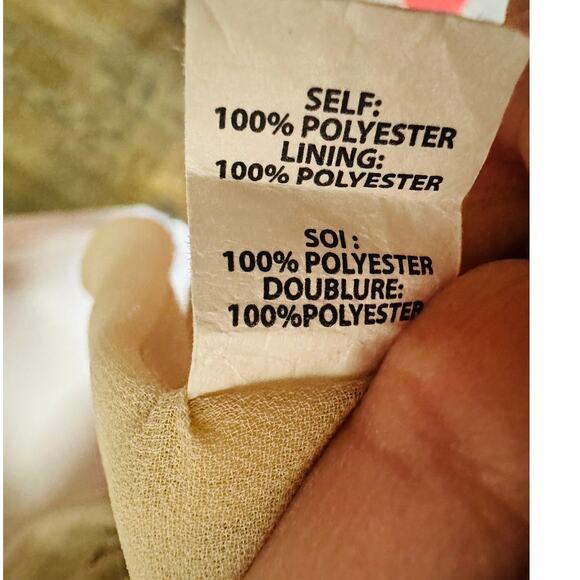 SELF:
100% POLYESTER
LINING:
100% POLYESTER
SOI :
100% POLYESTER
DOUBLURE:
100%POLYESTER